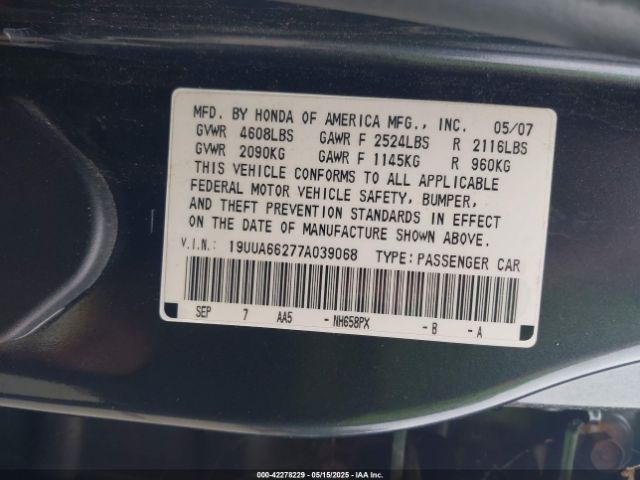 MFD. BY HONDA OF AMERICA MFG., INC. 05/07
GVWR 4608LBS GAWR F 2524LBS R 2116LBS
GVWR 2090KG GAWR F 1145KG R 960KG
THIS VEHICLE CONFORMS TO ALL APPLICABLE
FEDERAL MOTOR VEHICLE SAFETY, BUMPER,
AND THEFT PREVENTION STANDARDS IN EFFECT
ON THE DATE OF MANUFACTURE SHOWN ABOVE.
V.I.N.: 19UUA66277A039068 TYPE: PASSENGER CAR
SEP 7 AA5 -NH658PX -B -A
000-42278229 - 05/15/2025 - IAA Inc.